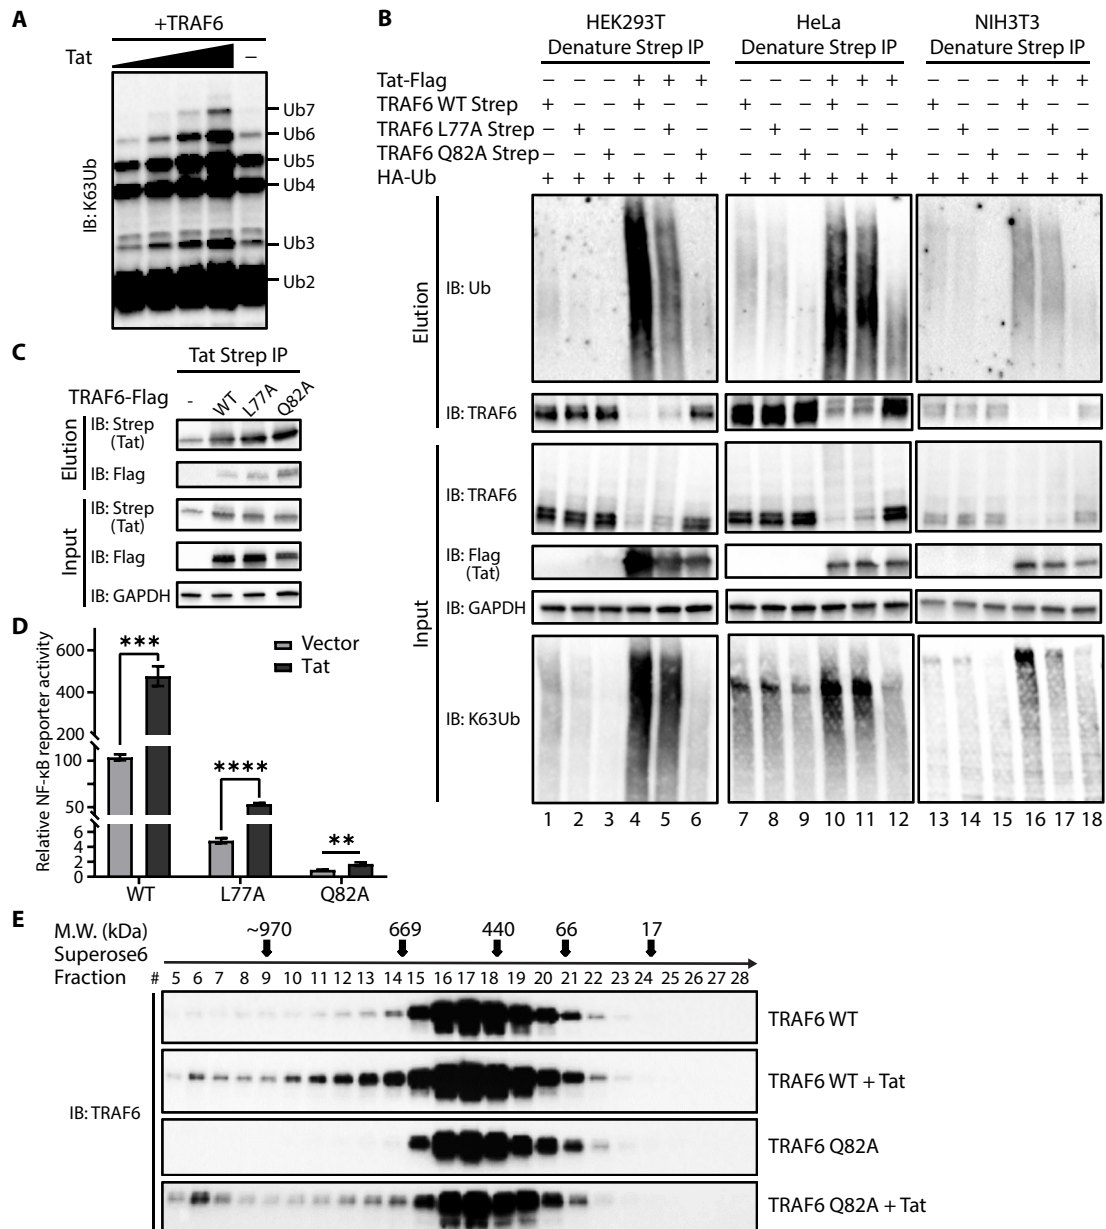 A
+TRAF6
Tat
–
IB: K63Ub
Ub7
Ub6
Ub5
Ub4
Ub3
Ub2
B
HEK293T
Denature Strep IP
HeLa
Denature Strep IP
NIH3T3
Denature Strep IP
Tat-Flag – – – + + + – – – + + + – – – + + +
TRAF6 WT Strep + – – + – – + – – + – – + – – + – –
TRAF6 L77A Strep – + – – + – – + – – + – – + – – + –
TRAF6 Q82A Strep – – + – – + – – + – – + – – + – – +
HA-Ub + + + + + + + + + + + + + + + + + +
Elution
IB: Ub
IB: TRAF6
Input
IB: TRAF6
IB: Flag
(Tat)
IB: GAPDH
IB: K63Ub
1 2 3 4 5 6 7 8 9 10 11 12 13 14 15 16 17 18
C
Tat Strep IP
TRAF6-Flag - WT L77A Q82A
Elution
IB: Strep
(Tat)
IB: Flag
Input
IB: Strep
(Tat)
IB: Flag
IB: GAPDH
D
Relative NF-κB reporter activity
600
400
200
100
50
6
4
2
0
***
****
**
Vector
Tat
WT L77A Q82A
E
M.W. (kDa) ~970 669 440 66 17
Superose6
Fraction # 5 6 7 8 9 10 11 12 13 14 15 16 17 18 19 20 21 22 23 24 25 26 27 28
IB: TRAF6
TRAF6 WT
TRAF6 WT + Tat
TRAF6 Q82A
TRAF6 Q82A + Tat